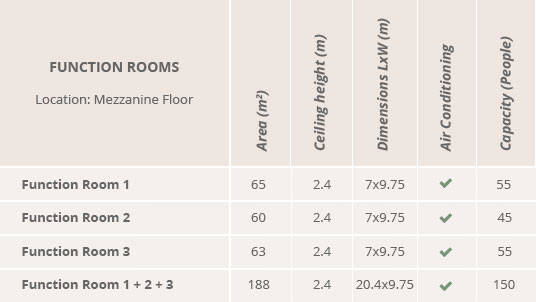 FUNCTION ROOMS
Location: Mezzanine Floor
Area (m²)
Ceiling height (m)
Dimensions LxW (m)
Air Conditioning
Capacity (People)
Function Room 1 65 2.4 7x9.75 ✔ 55
Function Room 2 60 2.4 7x9.75 ✔ 45
Function Room 3 63 2.4 7x9.75 ✔ 55
Function Room 1 + 2 + 3 188 2.4 20.4x9.75 ✔ 150